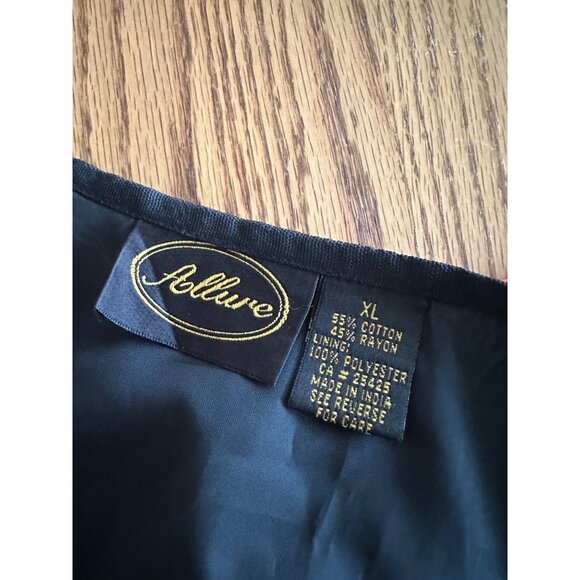 Allure
XL
55% COTTON
45% RAYON
LINING:
100% POLYESTER
CA # 25425
MADE IN INDIA
SEE REVERSE
FOR CARE